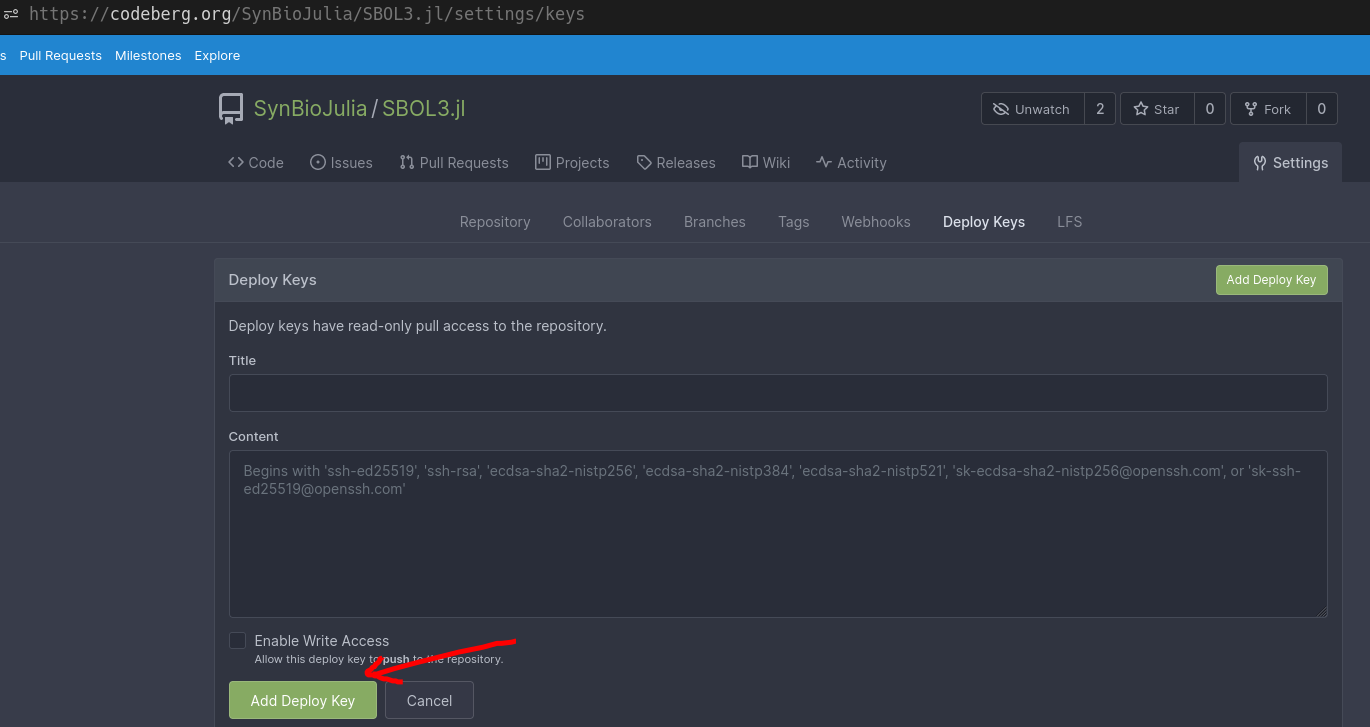 https://codeberg.org/SynBioJulia/SBOL3.jl/settings/keys
s Pull Requests Milestones Explore
SynBioJulia / SBOL3.jl
Unwatch 2 Star 0 Fork 0
Code Issues Pull Requests Projects Releases Wiki Activity Settings
Repository Collaborators Branches Tags Webhooks Deploy Keys LFS
Deploy Keys Add Deploy Key
Deploy keys have read-only pull access to the repository.
Title
Content
Begins with 'ssh-ed25519', 'ssh-rsa', 'ecdsa-sha2-nistp256', 'ecdsa-sha2-nistp384', 'ecdsa-sha2-nistp521', 'sk-ecdsa-sha2-nistp256@openssh.com', or 'sk-ssh-
ed25519@openssh.com'
Enable Write Access
Allow this deploy key to push to the repository.
Add Deploy Key Cancel